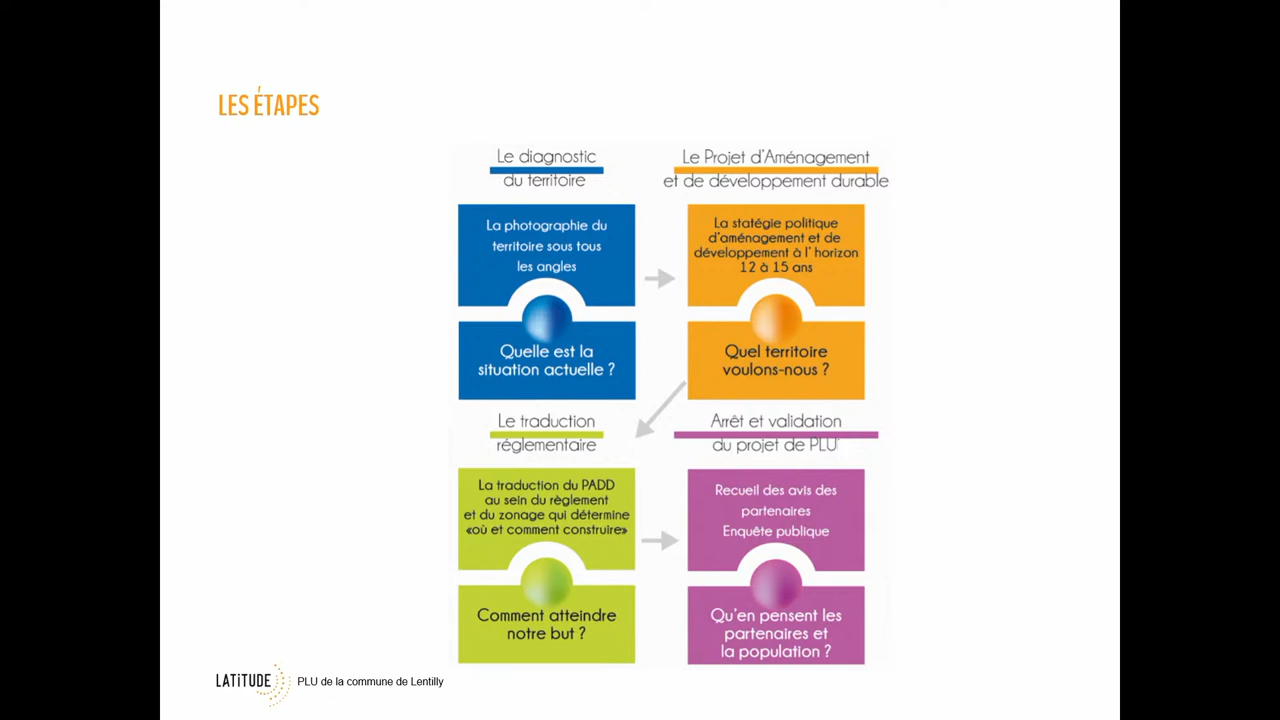 LES ÉTAPES
Le diagnostic
du territoire
La photographie du
territoire sous tous
les angles
Quelle est la
situation actuelle ?
Le Projet d'Aménagement
et de développement durable
La statégie politique
d'aménagement et de
développement à l' horizon
12 à 15 ans
Quel territoire
voulons-nous ?
Le traduction
réglementaire
La traduction du PADD
au sein du règlement
et du zonage qui détermine
«où et comment construire»
Comment atteindre
notre but ?
Arrêt et validation
du projet de PLU
Recueil des avis des
partenaires
Enquête publique
Qu'en pensent les
partenaires et
la population ?
LATiTUDE
PLU de la commune de Lentilly